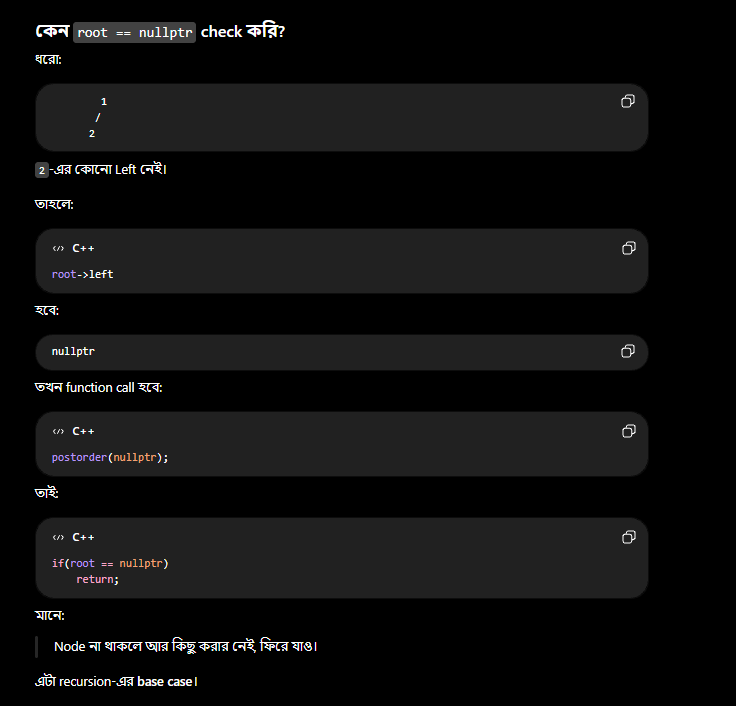 কেন root == nullptr check করি?
ধরো:
1
/
2
2-এর কোনো Left নেই।
তাহলে:
C++
root->left
হবে:
nullptr
তখন function call হবে:
C++
postorder(nullptr);
তাই:
C++
if(root == nullptr)
return;
মানে:
Node না থাকলে আর কিছু করার নেই, ফিরে যাও।
এটা recursion-এর base case।